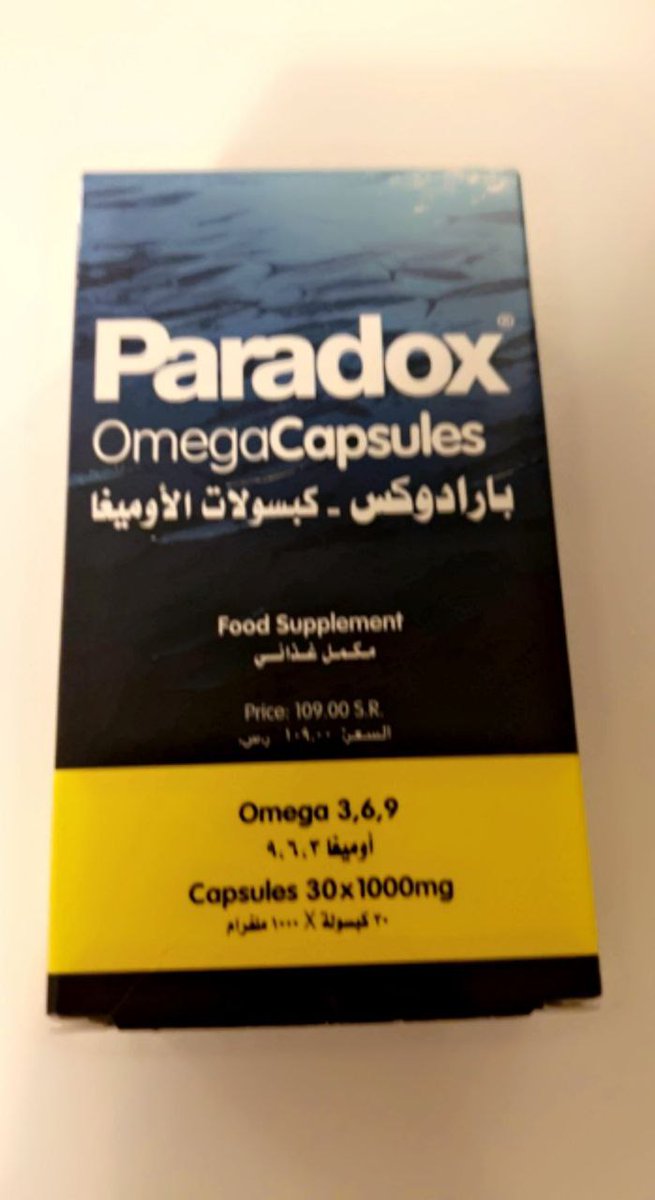 Paradox®
OmegaCapsules
بارادوكس - كبسولات الأوميغا
Food Supplement
مكمل غذائي
Price: 109.00 S.R.
السعر: ١٠٩,٠٠ ر.س
Omega 3,6,9
أوميغا ٩,٦,٣
Capsules 30x1000mg
٣٠ كبسولة X ١٠٠٠ ملغرام